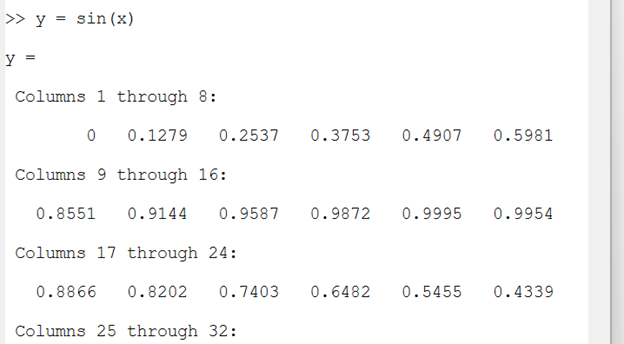 >> y = sin(x)
y =
Columns 1 through 8:
0 0.1279 0.2537 0.3753 0.4907 0.5981
Columns 9 through 16:
0.8551 0.9144 0.9587 0.9872 0.9995 0.9954
Columns 17 through 24:
0.8866 0.8202 0.7403 0.6482 0.5455 0.4339
Columns 25 through 32: